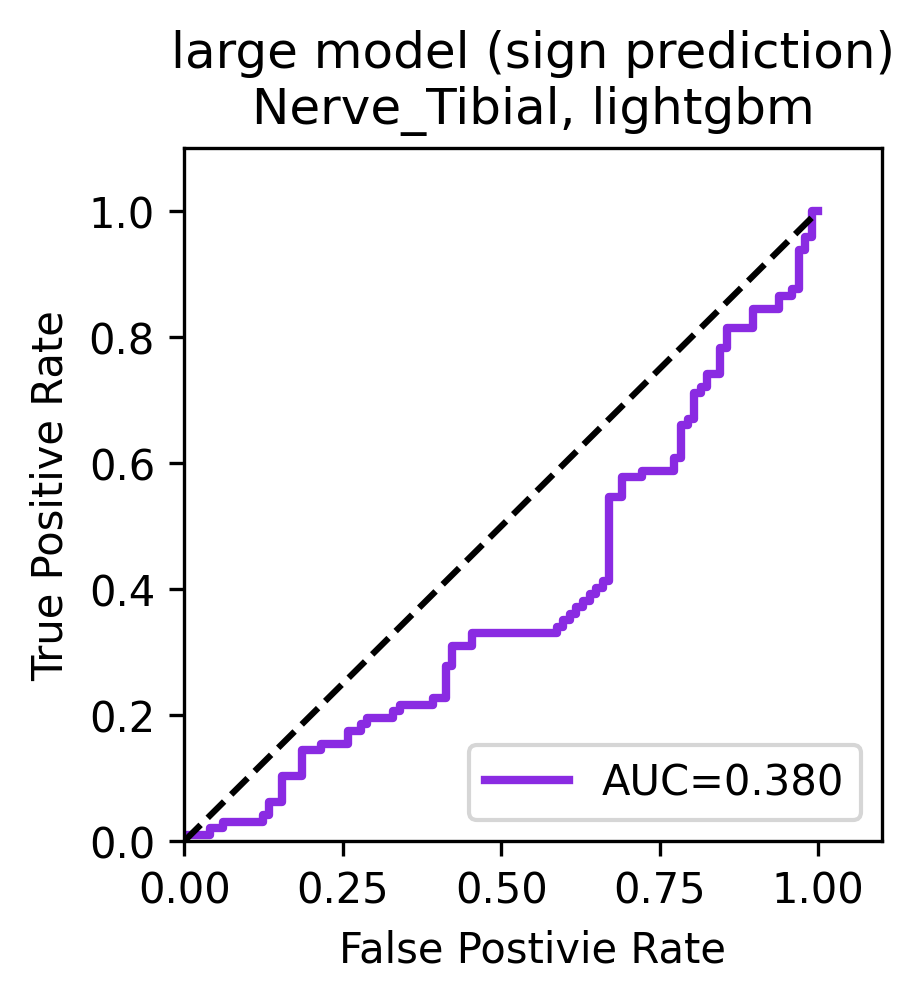 large model (sign prediction)
Nerve_Tibial, lightgbm
True Positive Rate
1.0
0.8
0.6
0.4
0.2
0.0
AUC=0.380
0.00 0.25 0.50 0.75 1.00
False Postivie Rate